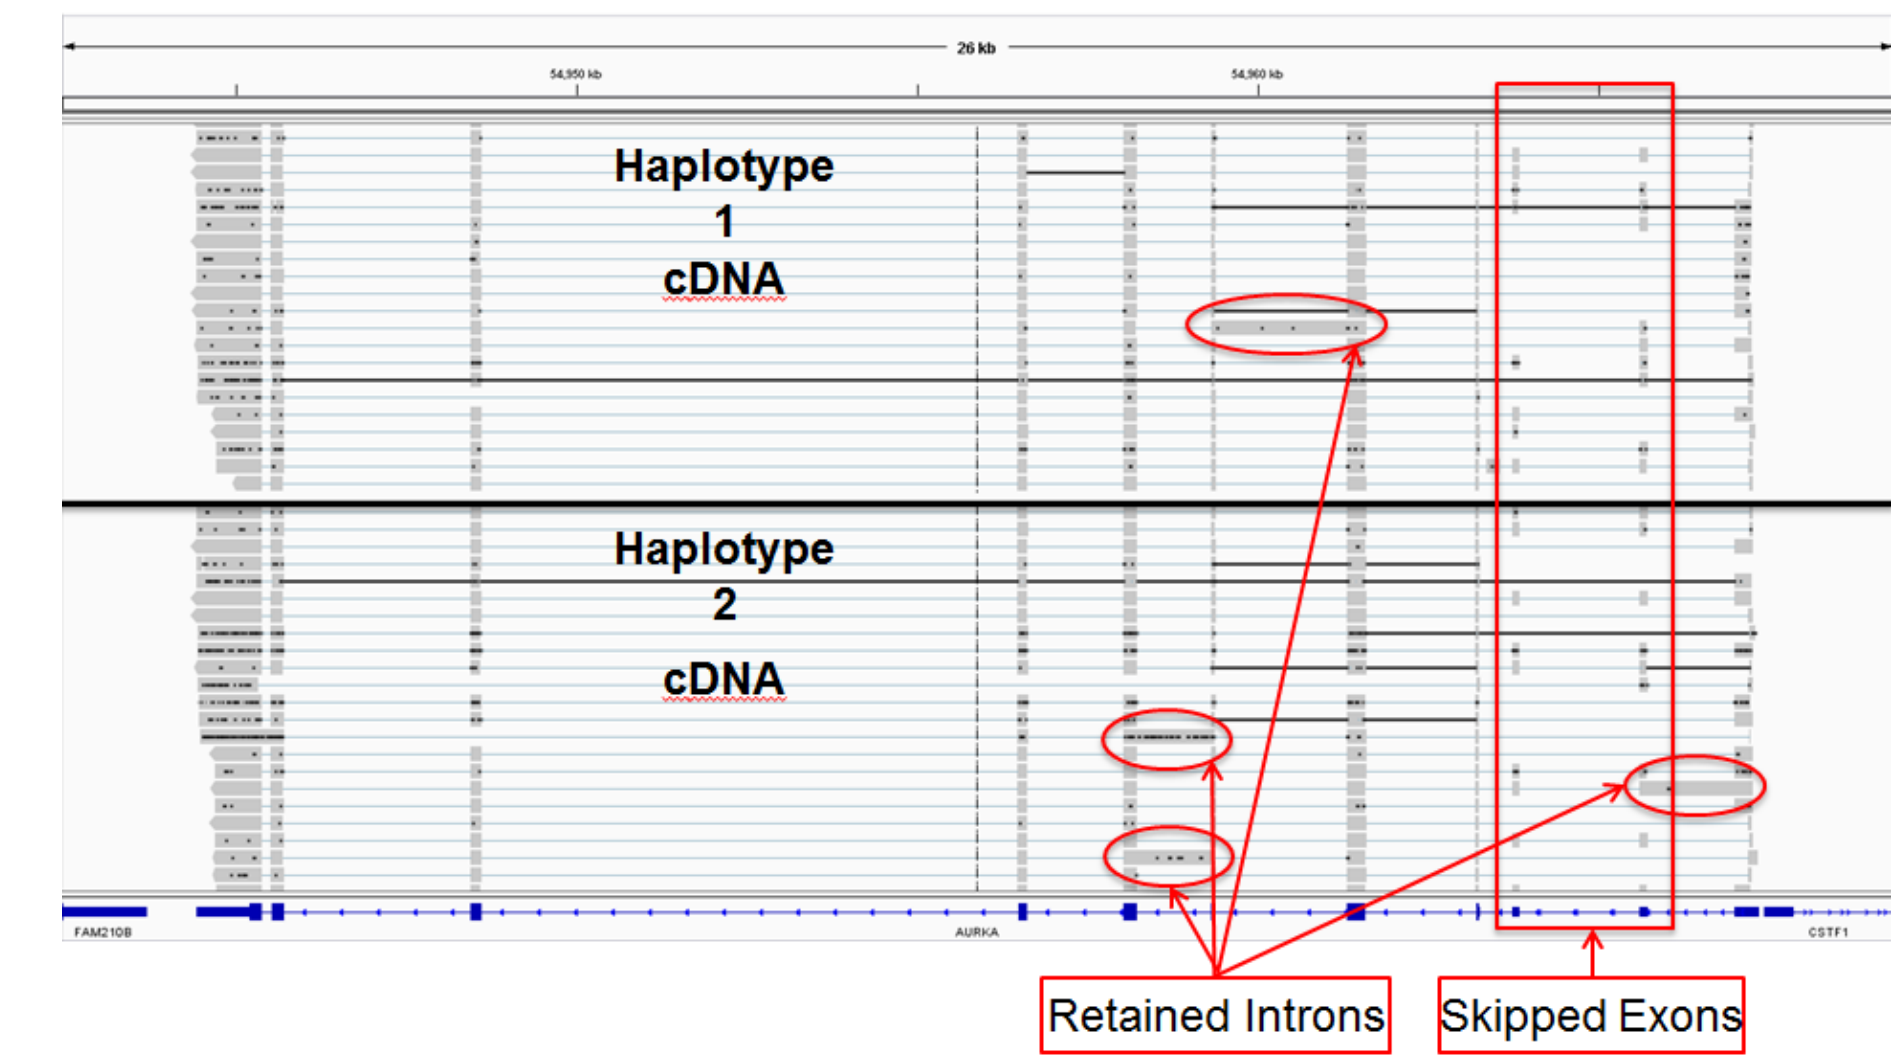 26 kb
54,950 kb
54,960 kb
Haplotype
1
cDNA
Haplotype
2
cDNA
FAM210B
AURKA
CSTF1
Retained Introns
Skipped Exons